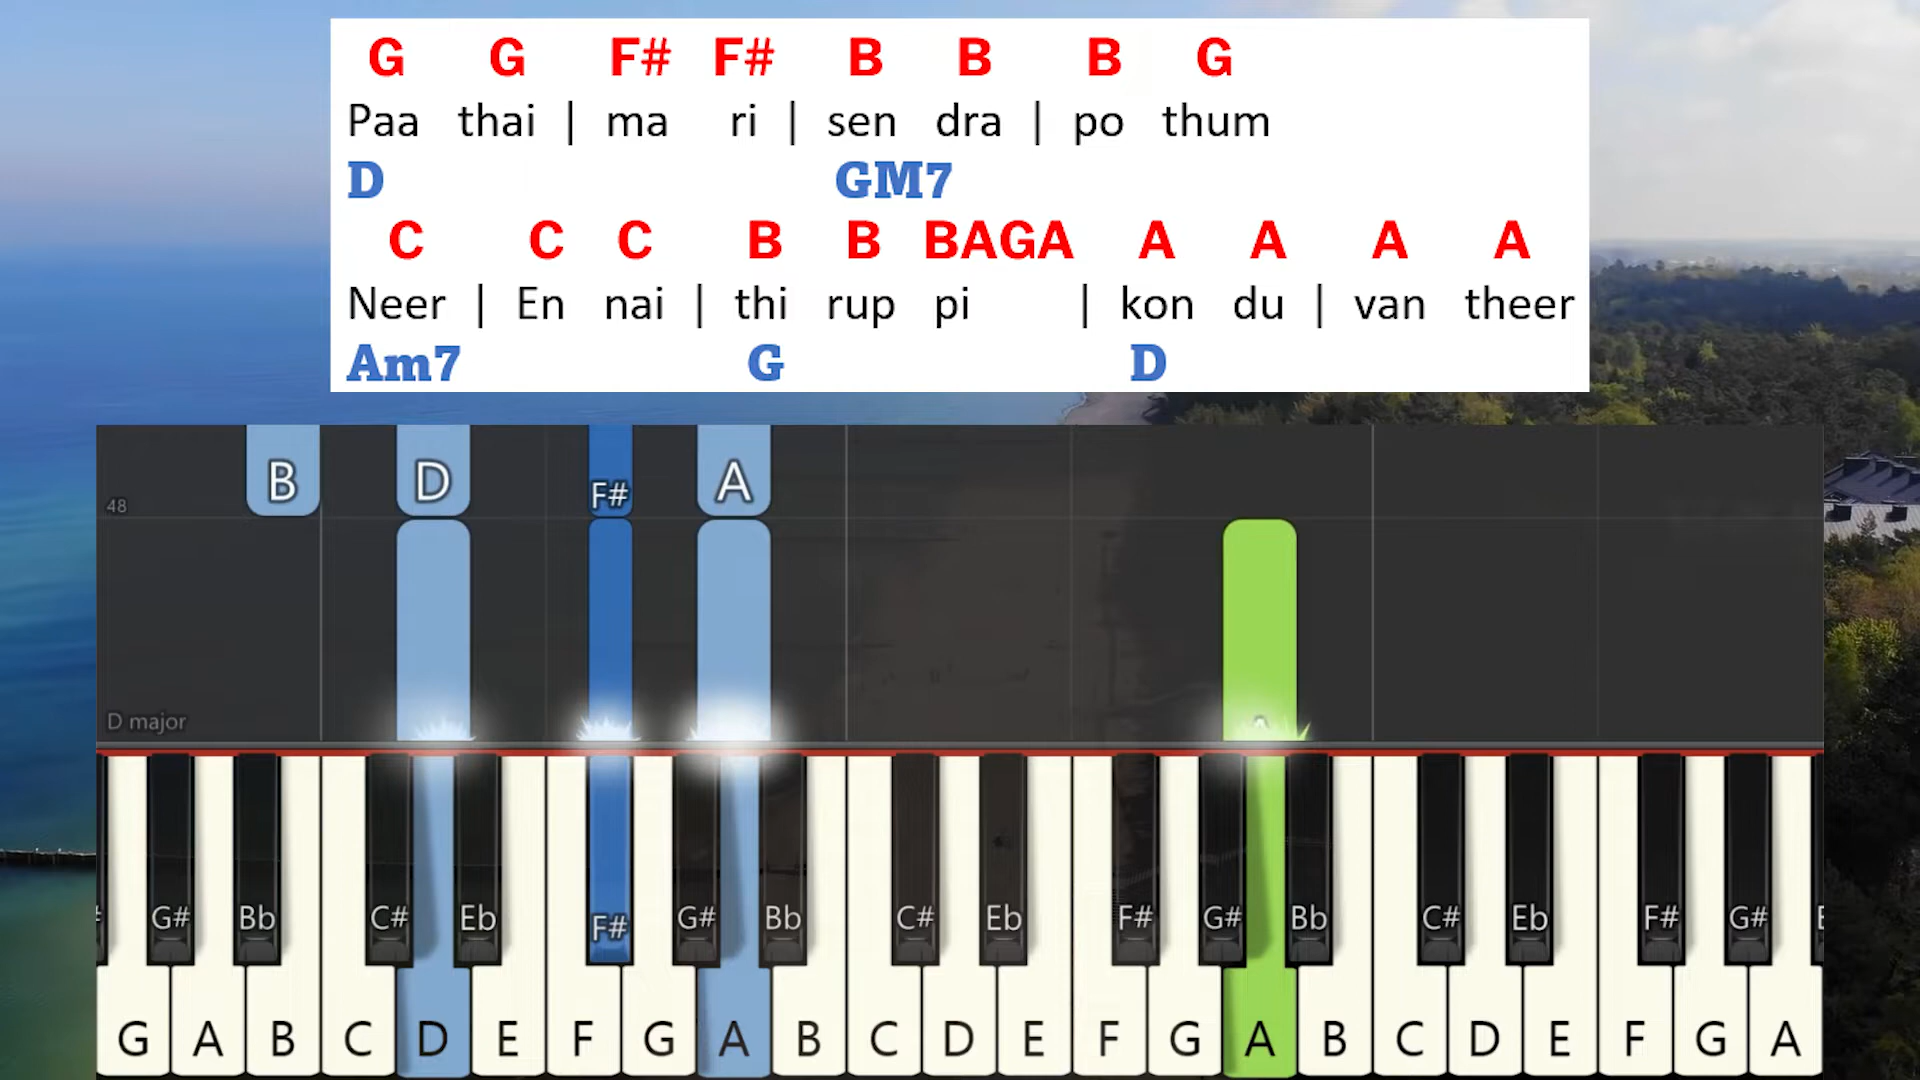 G G F# F# B B B G
Paa thai | ma ri | sen dra | po thum
D GM7
C C C B B BAGA A A A A
Neer | En nai | thi rup pi | kon du | van theer
Am7 G D
B D F# A
48
D major
G# Bb C# Eb F# G# Bb C# Eb F# G# Bb C# Eb F# G#
G A B C D E F G A B C D E F G A B C D E F G A